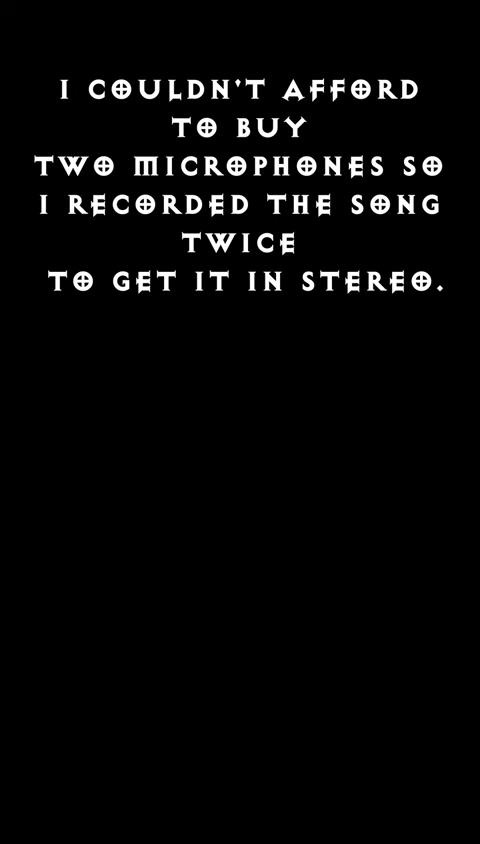 I COULDN'T AFFORD
TO BUY
TWO MICROPHONES SO
I RECORDED THE SONG
TWICE
TO GET IT IN STEREO.